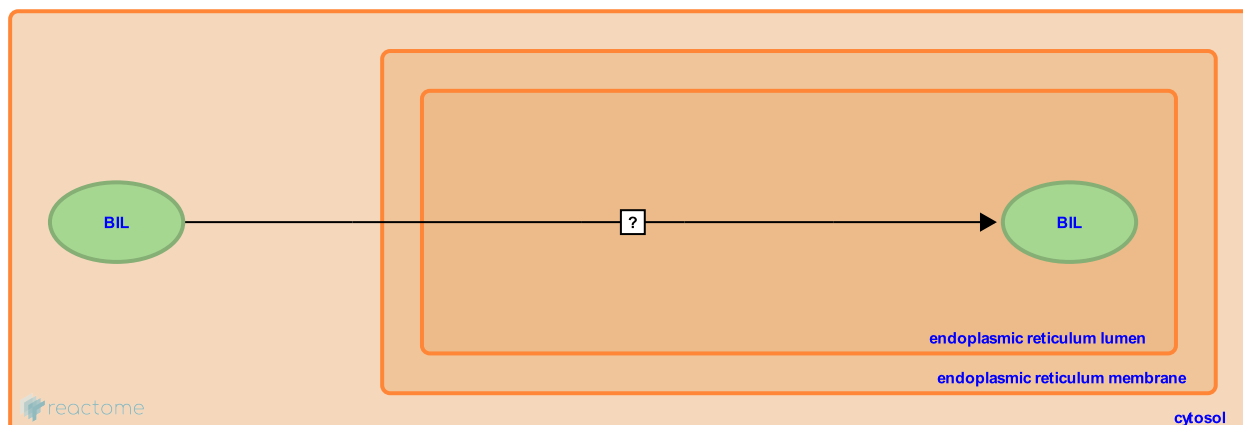 BIL
?
BIL
endoplasmic reticulum lumen
endoplasmic reticulum membrane
reactome
cytosol